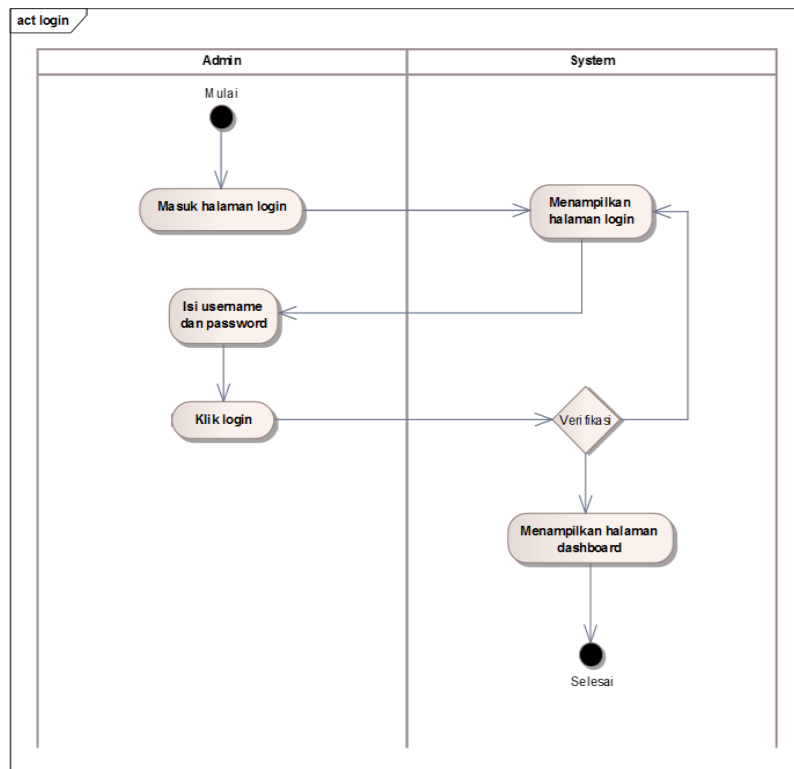 act login
Admin
System
Mulai
Masuk halaman login
Menampilkan
halaman login
Isi username
dan password
Klik login
Verifikasi
Menampilkan halaman
dashboard
Selesai